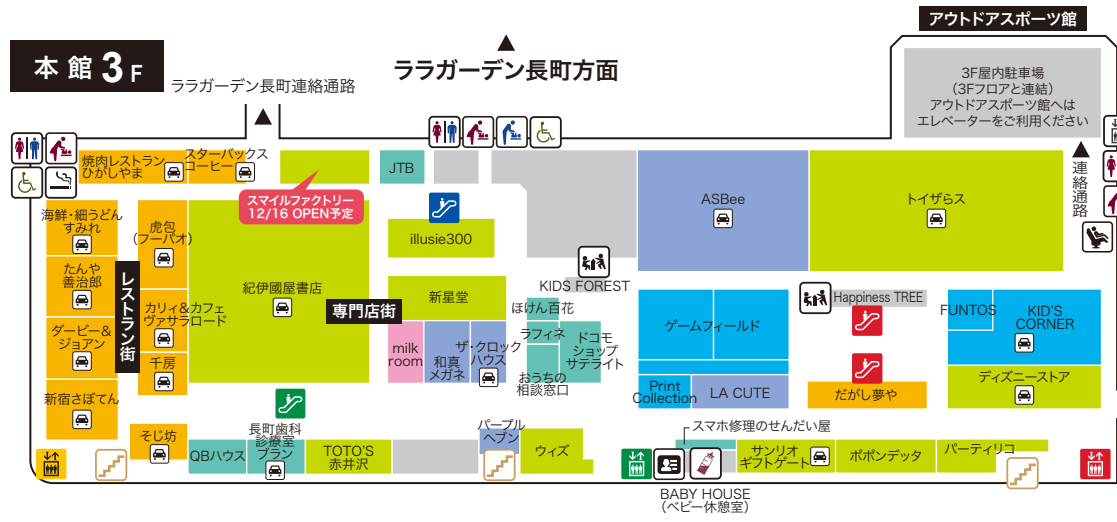 アウトドアスポーツ館
本館 3F
ララガーデン長町方面
ララガーデン長町連絡通路
3F屋内駐車場
（3Fフロアと連結）
アウトドアスポーツ館へは
エレベーターをご利用ください
連絡通路
焼肉レストラン
ひがしやま
スターバックス
コーヒー
スマイルファクトリー
12/16 OPEN予定
JTB
illusie300
ASBee
トイザらス
海鮮・細うどん
すみれ
虎包
(フーパオ)
たんや
善治郎
レストラン街
カリィ&カフェ
ヴァサラロード
ダービー&
ジョアン
千房
新宿さぼてん
そじ坊
紀伊國屋書店
専門店街
新星堂
milk
room
和真
メガネ
ザ・クロック
ハウス
KIDS FOREST
ほけん百花
ラフィネ
おうちの
相談窓口
ドコモ
ショップ
サテライト
ゲームフィールド
Print
Collection
LA CUTE
Happiness TREE
だがし夢や
FUNTOS
KID'S
CORNER
ディズニーストア
QBハウス
長町歯科
診療室
ブラン
TOTO'S
赤井沢
パープル
ヘブン
ウィズ
スマホ修理のせんだい屋
サンリオ
ギフトゲート
ポポンデッタ
パーティリコ
BABY HOUSE
（ベビー休憩室）